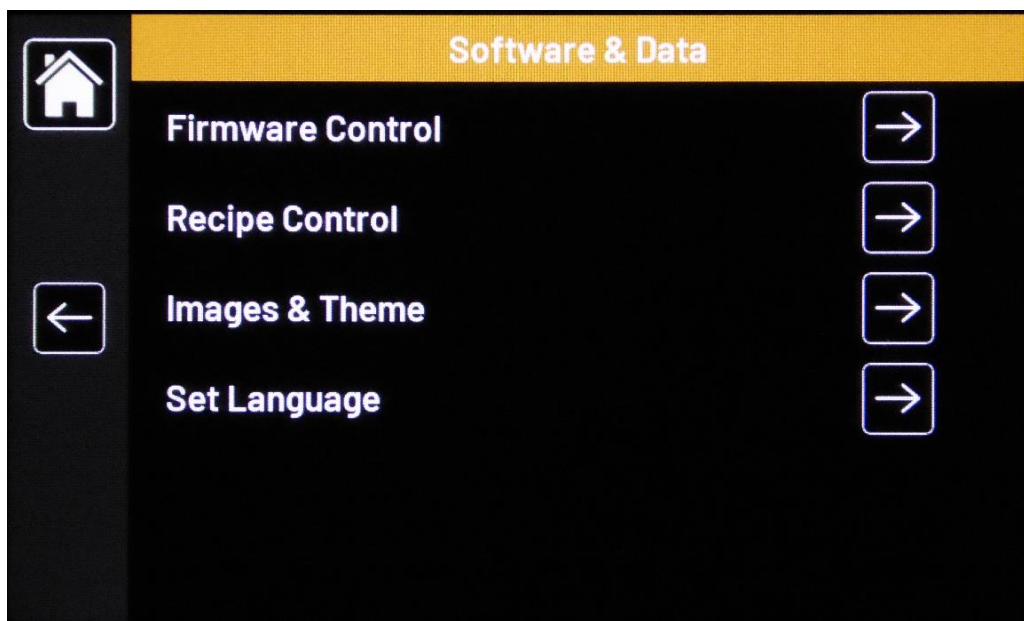 Software & Data
Firmware Control
Recipe Control
Images & Theme
Set Language